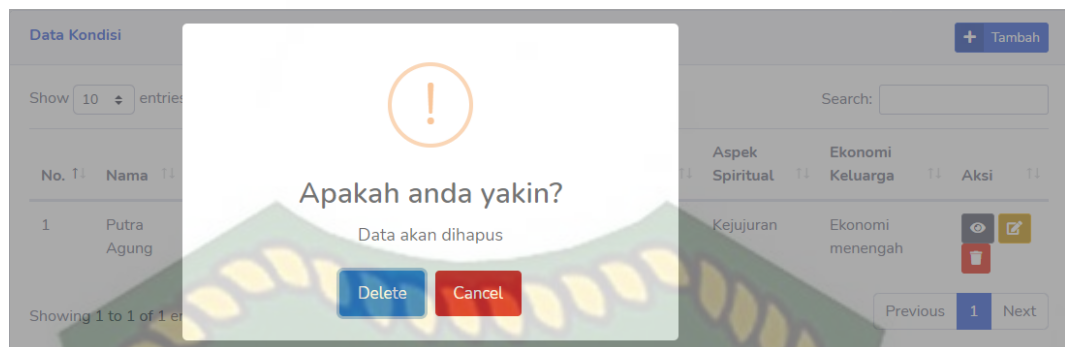 Data Kondisi
Tambah
Show 10 entries
Search:
No. Nama
Aspek
Spiritual
Ekonomi
Keluarga
Aksi
1 Putra
Agung
Kejujuran
Ekonomi
menengah
Showing 1 to 1 of 1
Previous 1 Next
!
Apakah anda yakin?
Data akan dihapus
Delete Cancel